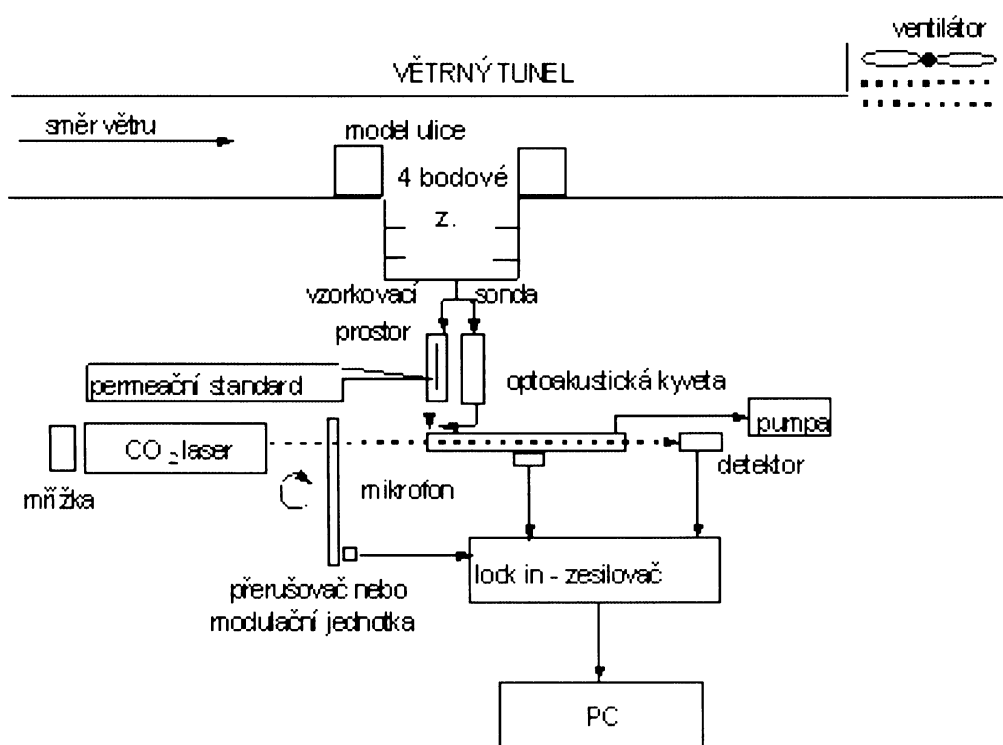 ventilátor
VĚTRNÝ TUNEL
směr větru
model ulice
4 bodové
z.
vzorkovací
sonda
prostor
permeační standard
optoakustická kyveta
pumpa
CO2 laser
detektor
mřížka
mikrofon
lock in - zesilovač
přerušovač nebo
modulační jednotka
PC